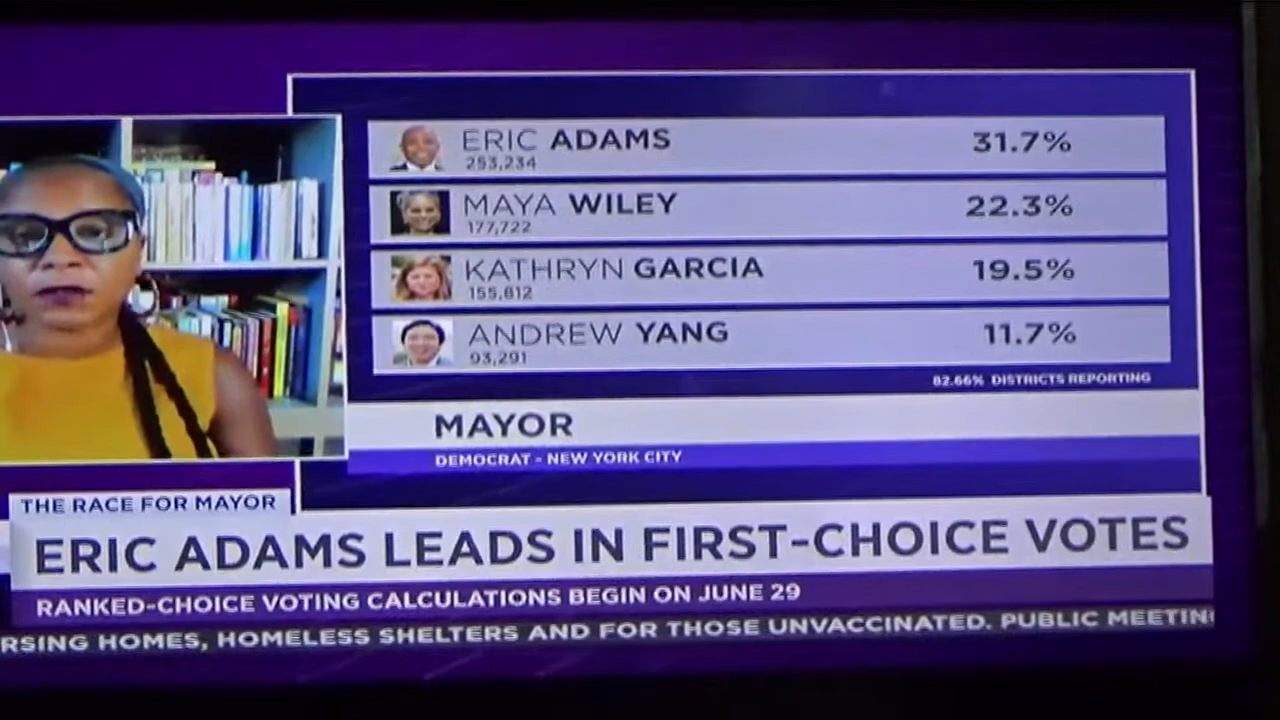 ERIC ADAMS 31.7%
253,234
MAYA WILEY 22.3%
177,722
KATHRYN GARCIA 19.5%
155,812
ANDREW YANG 11.7%
93,291
82.66% DISTRICTS REPORTING
MAYOR
DEMOCRAT - NEW YORK CITY
THE RACE FOR MAYOR
ERIC ADAMS LEADS IN FIRST-CHOICE VOTES
RANKED-CHOICE VOTING CALCULATIONS BEGIN ON JUNE 29
RSING HOMES, HOMELESS SHELTERS AND FOR THOSE UNVACCINATED. PUBLIC MEETIN